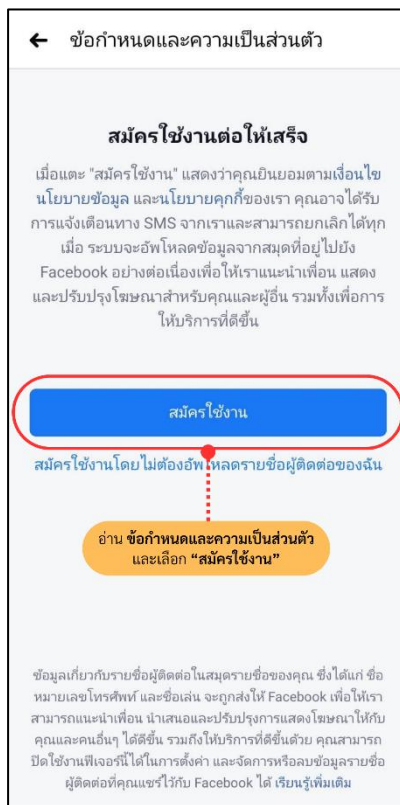 ข้อกำหนดและความเป็นส่วนตัว
สมัครใช้งานต่อให้เสร็จ
เมื่อแตะ "สมัครใช้งาน" แสดงว่าคุณยินยอมตามเงื่อนไข
นโยบายข้อมูล และนโยบายคุกกี้ของเรา คุณอาจได้รับ
การแจ้งเตือนทาง SMS จากเราและสามารถยกเลิกได้ทุก
เมื่อ ระบบจะอัพโหลดข้อมูลจากสมุดที่อยู่ไปยัง
Facebook อย่างต่อเนื่องเพื่อให้เราแนะนำเพื่อน แสดง
และปรับปรุงโฆษณาสำหรับคุณและผู้อื่น รวมทั้งเพื่อการ
ให้บริการที่ดีขึ้น
สมัครใช้งาน
สมัครใช้งานโดยไม่ต้องอัพโหลดรายชื่อผู้ติดต่อของฉัน
อ่าน ข้อกำหนดและความเป็นส่วนตัว
และเลือก “สมัครใช้งาน”
ข้อมูลเกี่ยวกับรายชื่อผู้ติดต่อในสมุดรายชื่อของคุณ ซึ่งได้แก่ ชื่อ
หมายเลขโทรศัพท์ และชื่อเล่น จะถูกส่งให้ Facebook เพื่อให้เรา
สามารถแนะนำเพื่อน นำเสนอและปรับปรุงการแสดงโฆษณาให้กับ
คุณและคนอื่นๆ ได้ดีขึ้น รวมถึงให้บริการที่ดีขึ้นด้วย คุณสามารถ
ปิดใช้งานฟีเจอร์นี้ได้ในการตั้งค่า และจัดการหรือลบข้อมูลรายชื่อ
ผู้ติดต่อที่คุณแชร์ไว้กับ Facebook ได้ เรียนรู้เพิ่มเติม